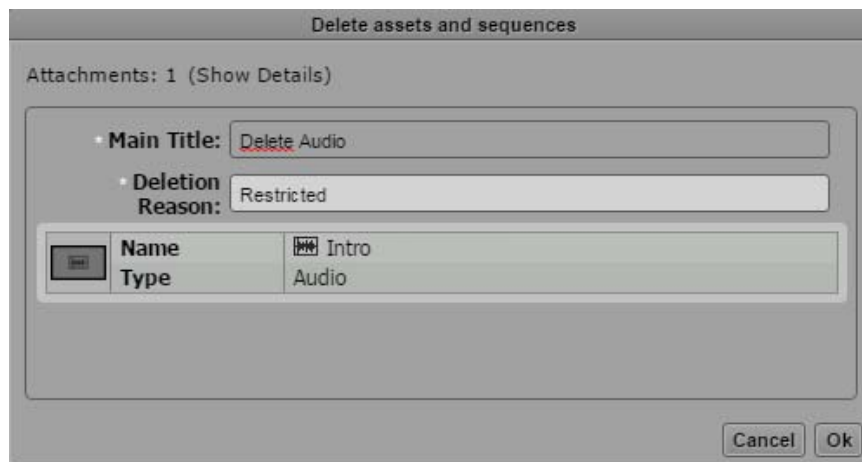 Delete assets and sequences
Attachments: 1 (Show Details)
Main Title: Delete Audio
Deletion
Reason: Restricted
Name Intro
Type Audio
Cancel Ok